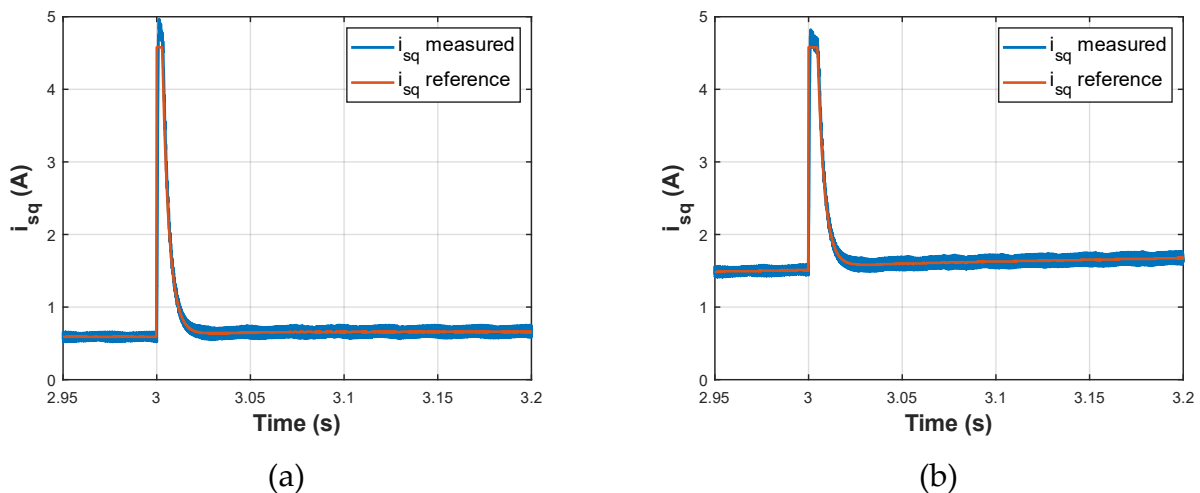 5
4
3
2
1
0
i_sq (A)
i_sq measured
i_sq reference
2.95 3 3.05 3.1 3.15 3.2
Time (s)
(a)
5
4
3
2
1
0
i_sq (A)
i_sq measured
i_sq reference
2.95 3 3.05 3.1 3.15 3.2
Time (s)
(b)